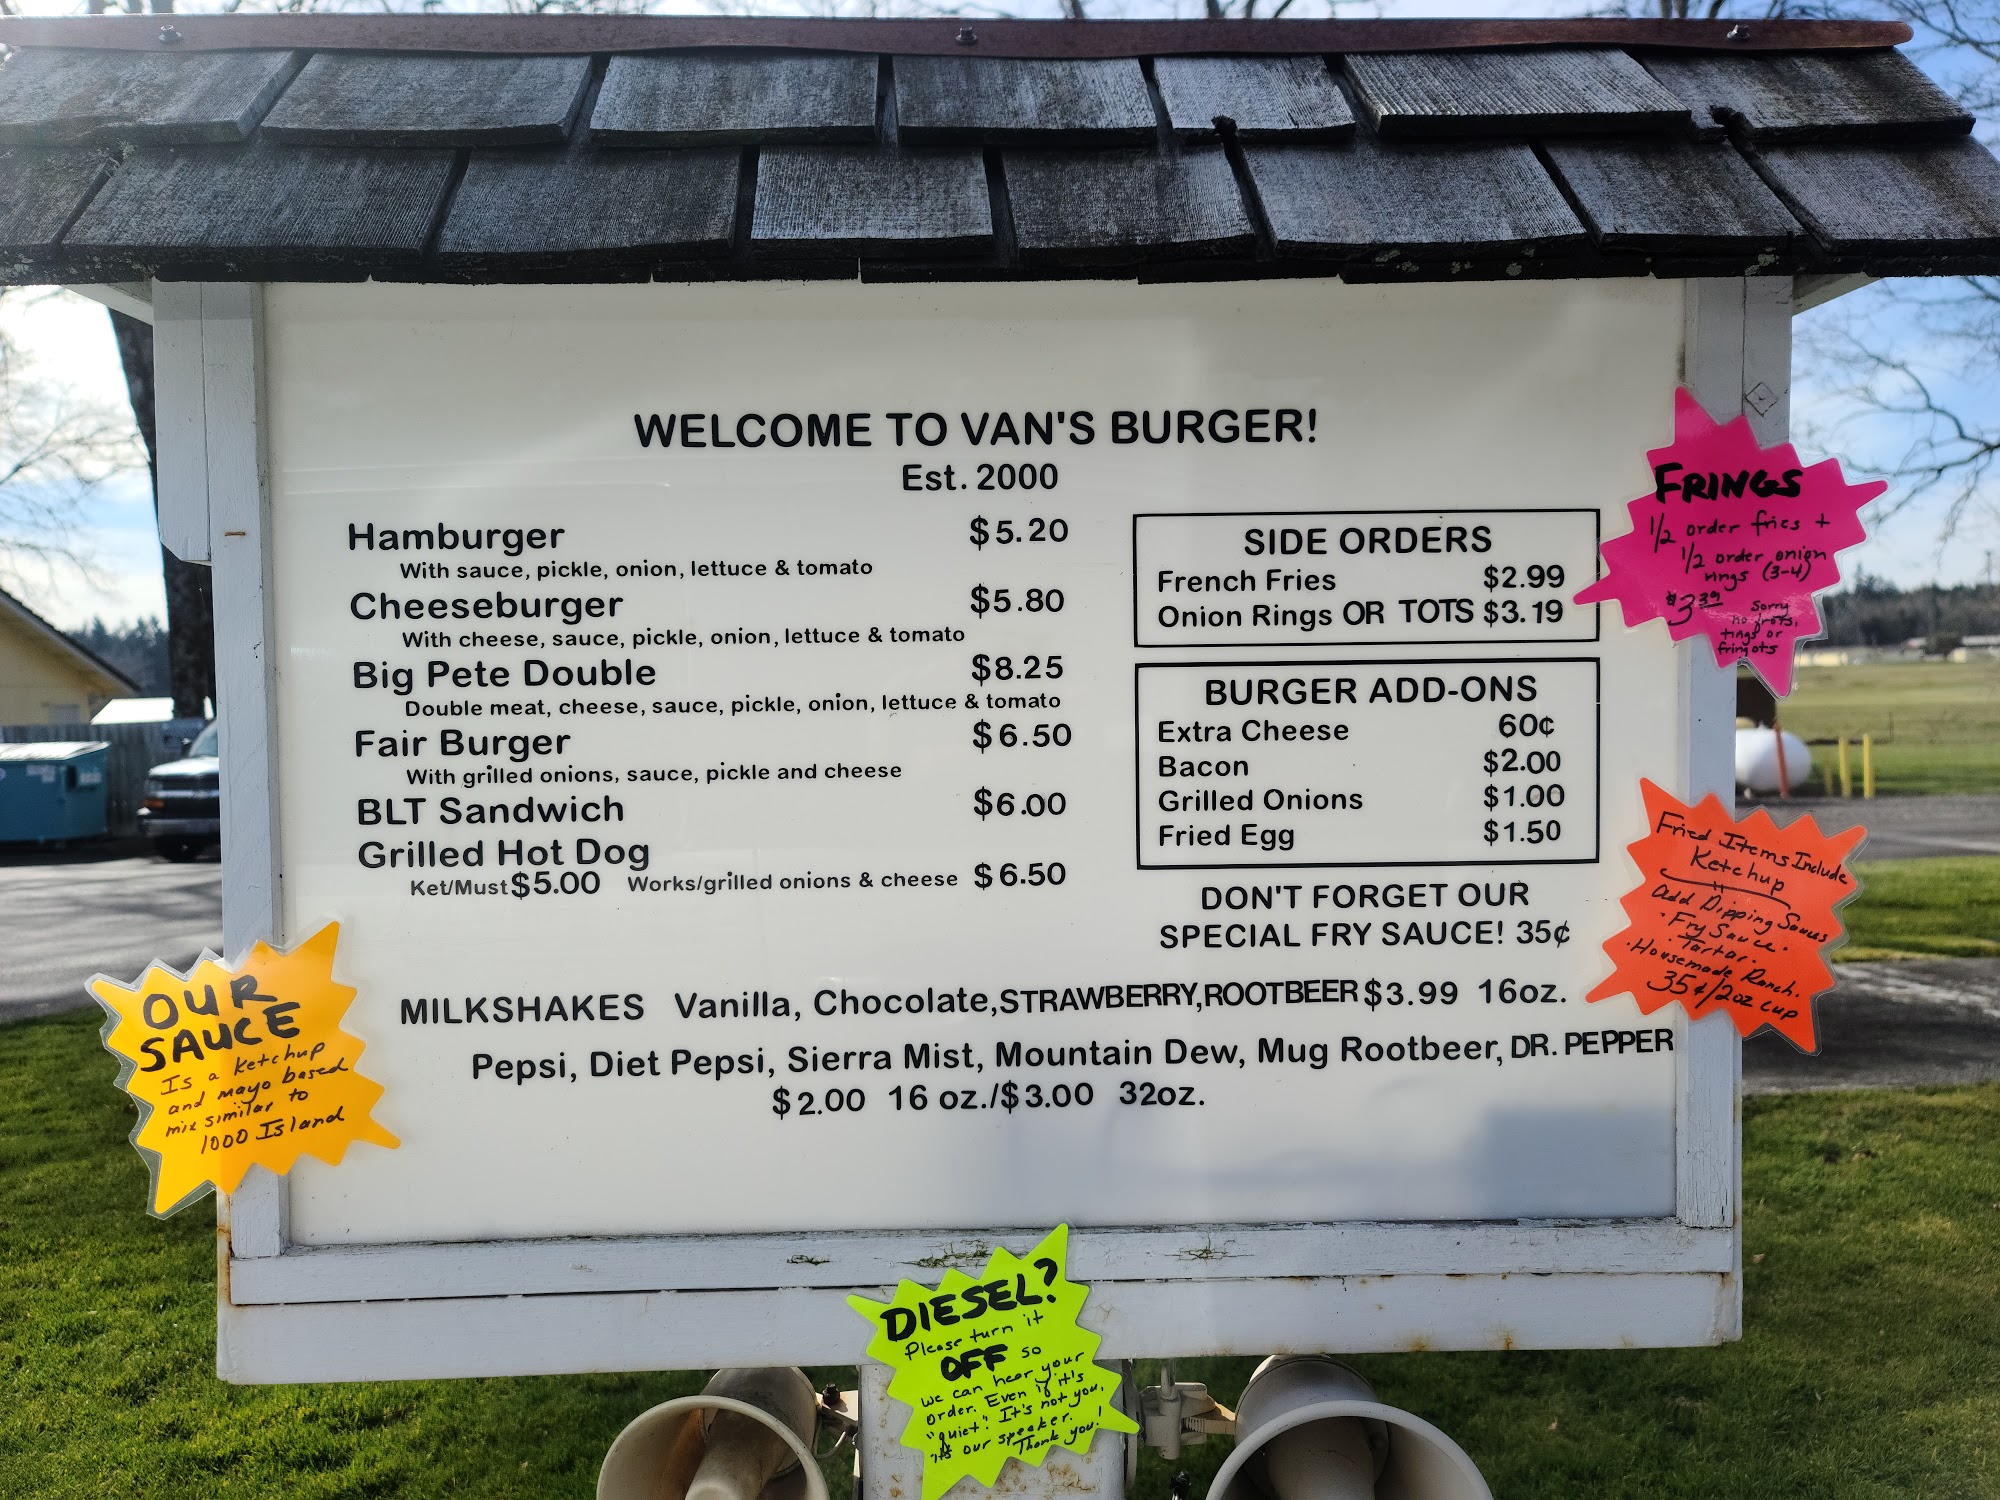 WELCOME TO VAN'S BURGER!
Est. 2000
Hamburger $5.20
With sauce, pickle, onion, lettuce & tomato
Cheeseburger $5.80
With cheese, sauce, pickle, onion, lettuce & tomato
Big Pete Double $8.25
Double meat, cheese, sauce, pickle, onion, lettuce & tomato
Fair Burger $6.50
With grilled onions, sauce, pickle and cheese
BLT Sandwich $6.00
Grilled Hot Dog
Ket/Must $5.00 Works/grilled onions & cheese $6.50
SIDE ORDERS
French Fries $2.99
Onion Rings OR TOTS $3.19
BURGER ADD-ONS
Extra Cheese 60¢
Bacon $2.00
Grilled Onions $1.00
Fried Egg $1.50
DON'T FORGET OUR
SPECIAL FRY SAUCE! 35¢
MILKSHAKES Vanilla, Chocolate, STRAWBERRY, ROOTBEER $3.99 16oz.
Pepsi, Diet Pepsi, Sierra Mist, Mountain Dew, Mug Rootbeer, DR. PEPPER
$2.00 16 oz./$3.00 32oz.
FRINGS
1/2 order fries +
1/2 order onion
rings (3-4)
$3.39
Sorry
no frots,
tings or
fringots
Fried Items Include
Ketchup
Add Dipping Sauces
· Fry Sauce ·
· Tartar ·
· Housemade Ranch ·
35¢/2oz cup
OUR
SAUCE
Is a ketchup
and mayo based
mix similar to
1000 Island
DIESEL?
Please turn it
OFF so
we can hear your
order. Even if it's
"quiet." It's not you,
it's our speaker.
Thank you!